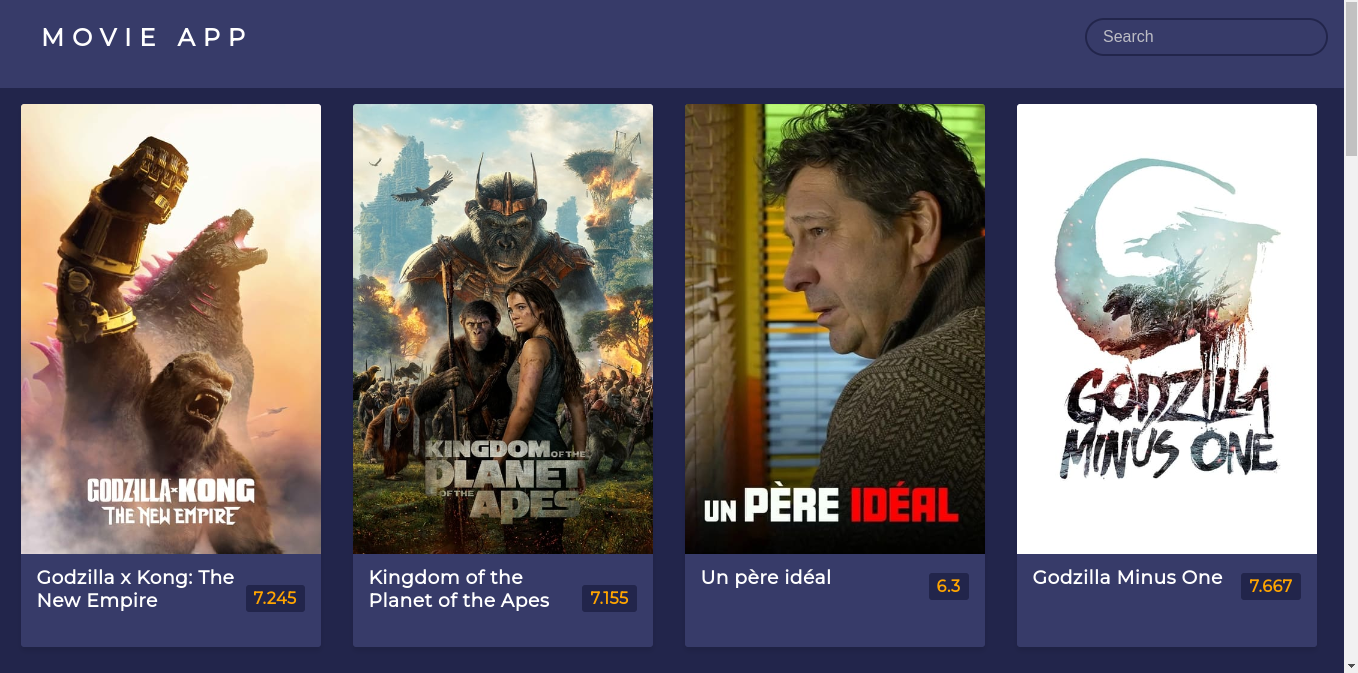 MOVIE APP
Search
GODZILLA x KONG
THE NEW EMPIRE
KINGDOM OF THE
PLANET
OF THE APES
UN PÈRE IDÉAL
GODZILLA
MINUS ONE
Godzilla x Kong: The
New Empire
7.245
Kingdom of the
Planet of the Apes
7.155
Un père idéal
6.3
Godzilla Minus One
7.667